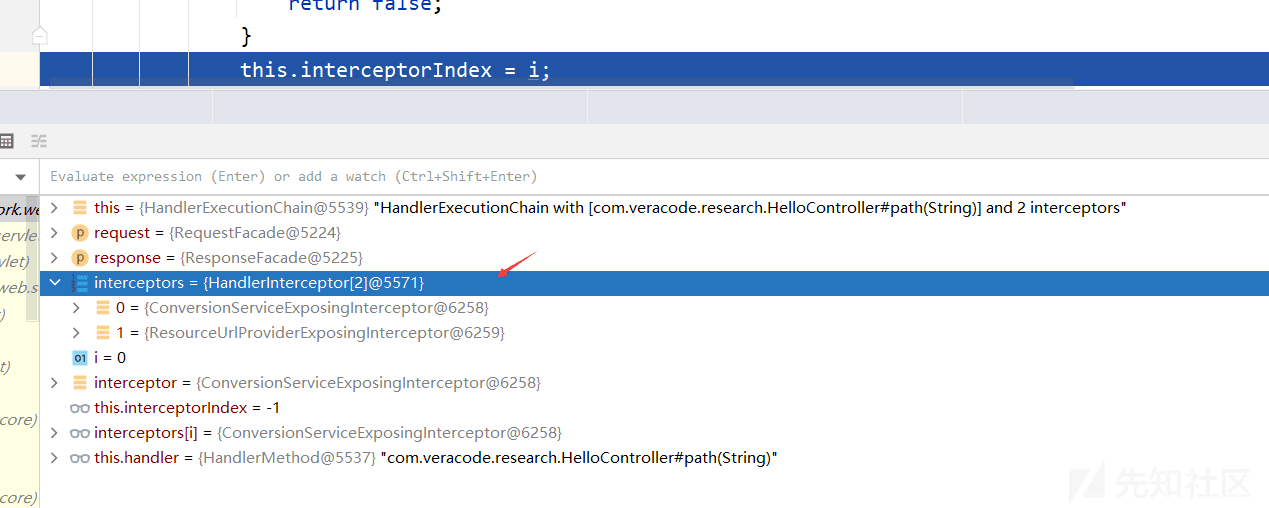 return false;
}
this.interceptorIndex = i;
Evaluate expression (Enter) or add a watch (Ctrl+Shift+Enter)
ork.we
servlet
vlet)
web.s
t)
core)
core)
this = {HandlerExecutionChain@5539} "HandlerExecutionChain with [com.veracode.research.HelloController#path(String)] and 2 interceptors"
p request = {RequestFacade@5224}
p response = {ResponseFacade@5225}
interceptors = {HandlerInterceptor[2]@5571}
0 = {ConversionServiceExposingInterceptor@6258}
1 = {ResourceUrlProviderExposingInterceptor@6259}
01 i = 0
interceptor = {ConversionServiceExposingInterceptor@6258}
this.interceptorIndex = -1
interceptors[i] = {ConversionServiceExposingInterceptor@6258}
this.handler = {HandlerMethod@5537} "com.veracode.research.HelloController#path(String)"
先知社区